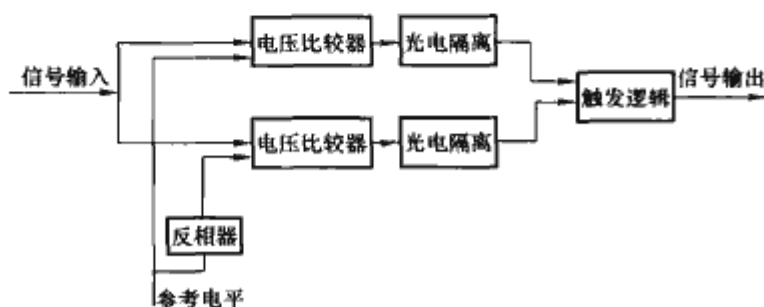 电压比较器
光电隔离
信号输入
触发逻辑
信号输出
电压比较器
光电隔离
反相器
参考电平